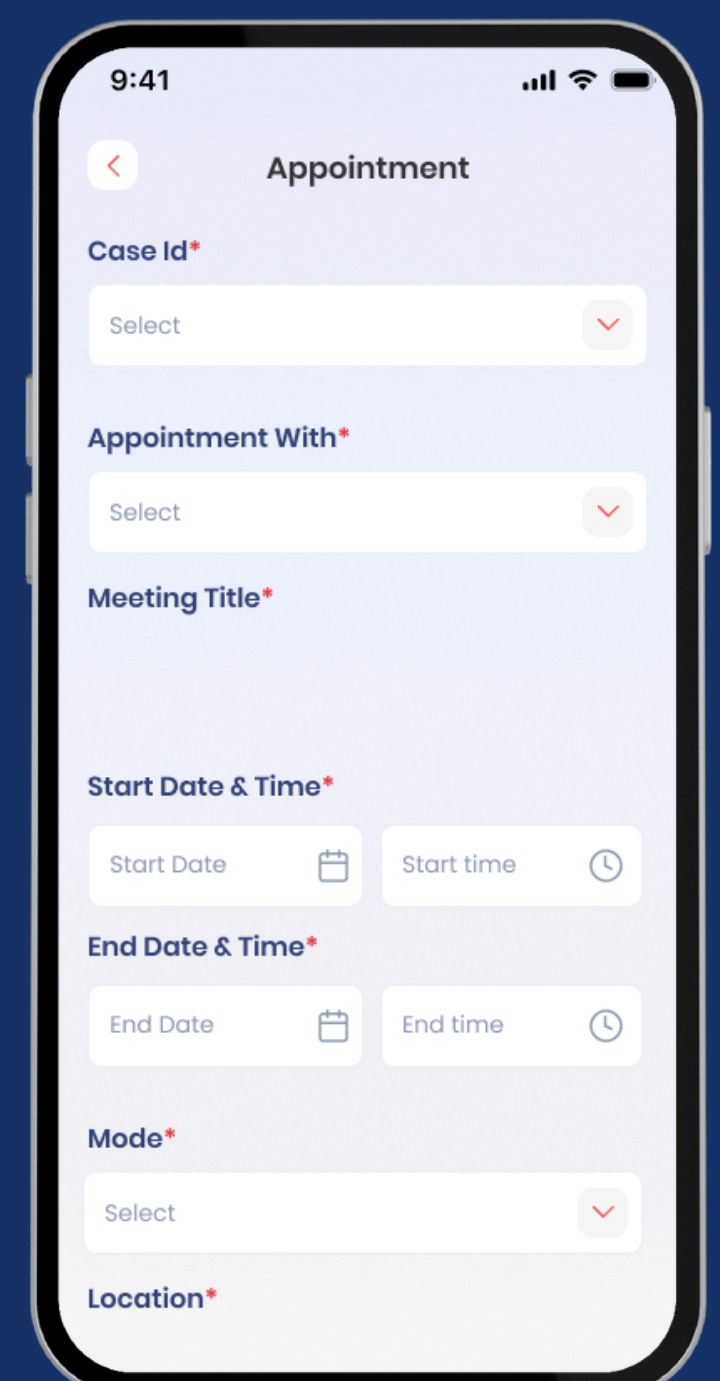 9:41
Appointment
Case Id*
Select
Appointment With*
Select
Meeting Title*
Start Date & Time*
Start Date Start time
End Date & Time*
End Date End time
Mode*
Select
Location*